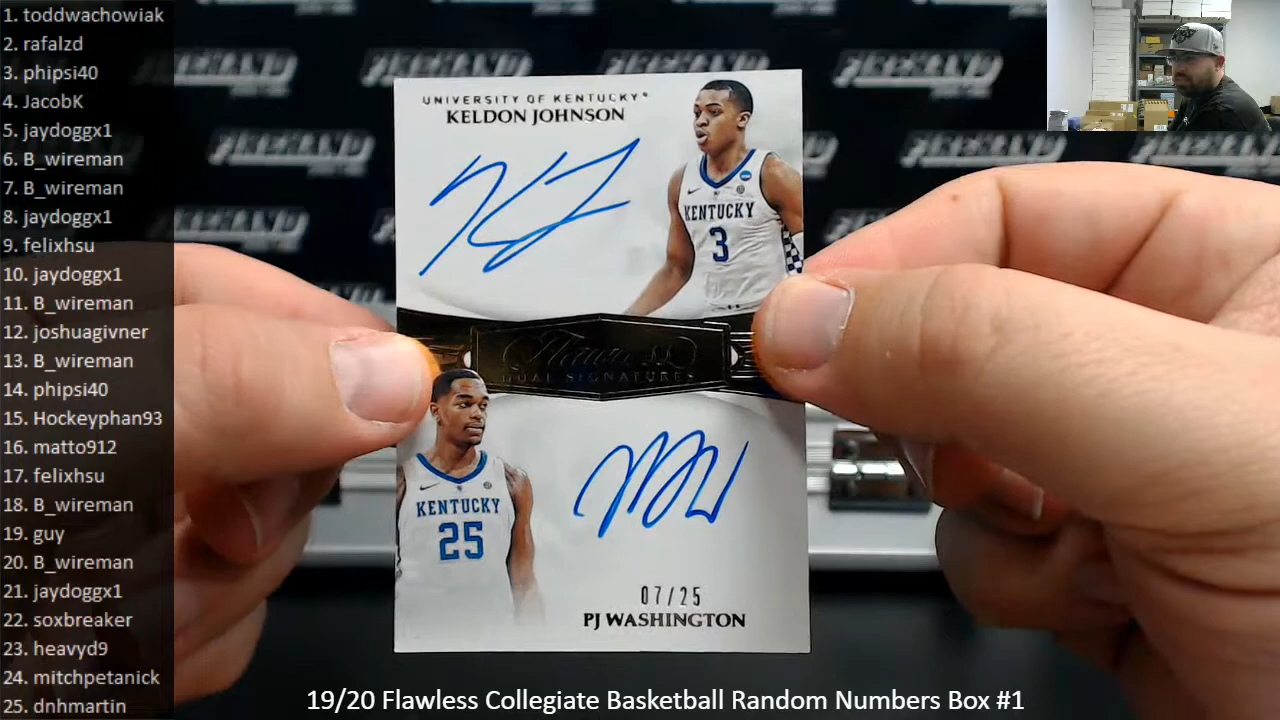 1. toddwachowiak
2. rafalzd
3. phipsi40
4. JacobK
5. jaydoggx1
6. B_wireman
7. B_wireman
8. jaydoggx1
9. felixhsu
10. jaydoggx1
11. B_wireman
12. joshuagivner
13. B_wireman
14. phipsi40
15. Hockeyphan93
16. matto912
17. felixhsu
18. B_wireman
19. guy
20. B_wireman
21. jaydoggx1
22. soxbreaker
23. heavyd9
24. mitchpetanick
25. dnhmartin
FIREHAND
UNIVERSITY OF KENTUCKY
KELDON JOHNSON
KENTUCKY
3
Flawless
DUAL SIGNATURES
KENTUCKY
25
07/25
PJ WASHINGTON
19/20 Flawless Collegiate Basketball Random Numbers Box #1